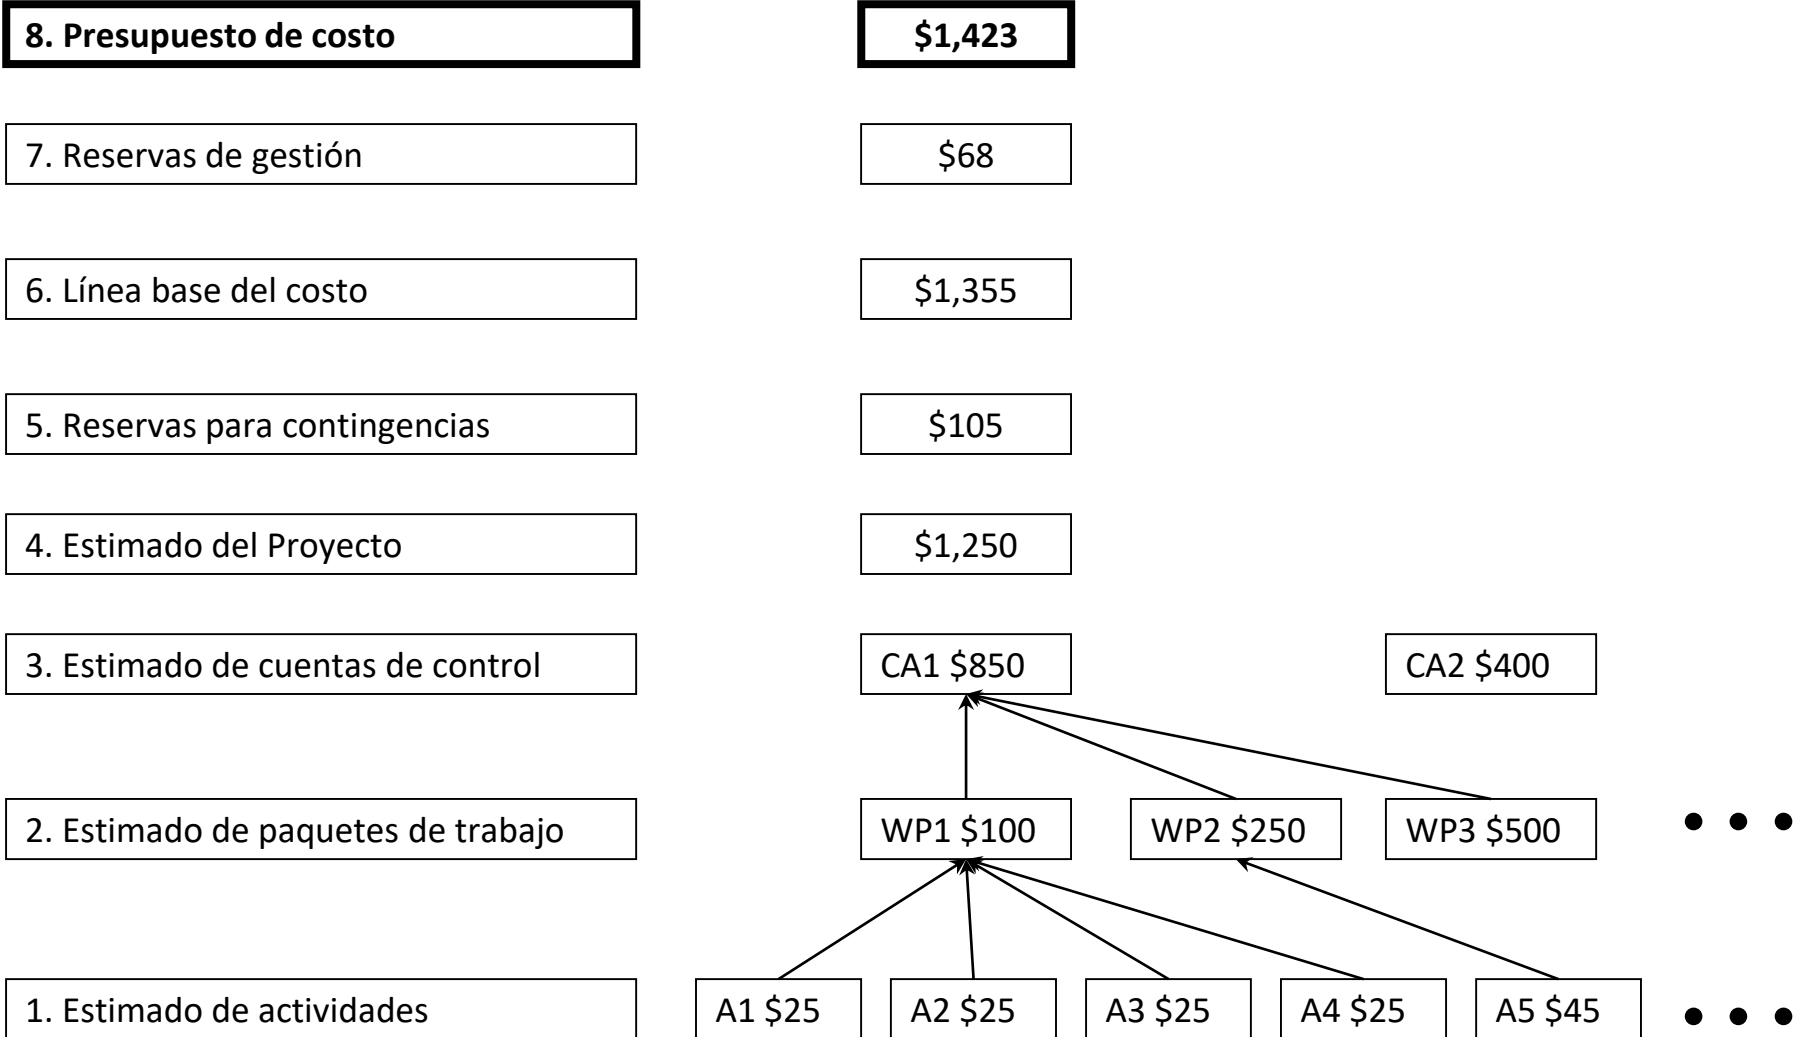 8. Presupuesto de costo
$1,423
7. Reservas de gestión
$68
6. Línea base del costo
$1,355
5. Reservas para contingencias
$105
4. Estimado del Proyecto
$1,250
3. Estimado de cuentas de control
CA1 $850
CA2 $400
2. Estimado de paquetes de trabajo
WP1 $100
WP2 $250
WP3 $500
1. Estimado de actividades
A1 $25
A2 $25
A3 $25
A4 $25
A5 $45